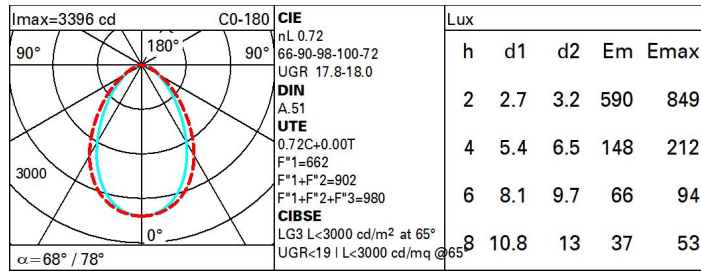 Imax=3396 cd C0-180
90° 180° 90°
3000
0°
α=68° / 78°
CIE
nL 0.72
66-90-98-100-72
UGR 17.8-18.0
DIN
A.51
UTE
0.72C+0.00T
F"1=662
F"1+F"2=902
F"1+F"2+F"3=980
CIBSE
LG3 L<3000 cd/m² at 65°
UGR<19 | L<3000 cd/mq @65°
Lux
h d1 d2 Em Emax
2 2.7 3.2 590 849
4 5.4 6.5 148 212
6 8.1 9.7 66 94
8 10.8 13 37 53